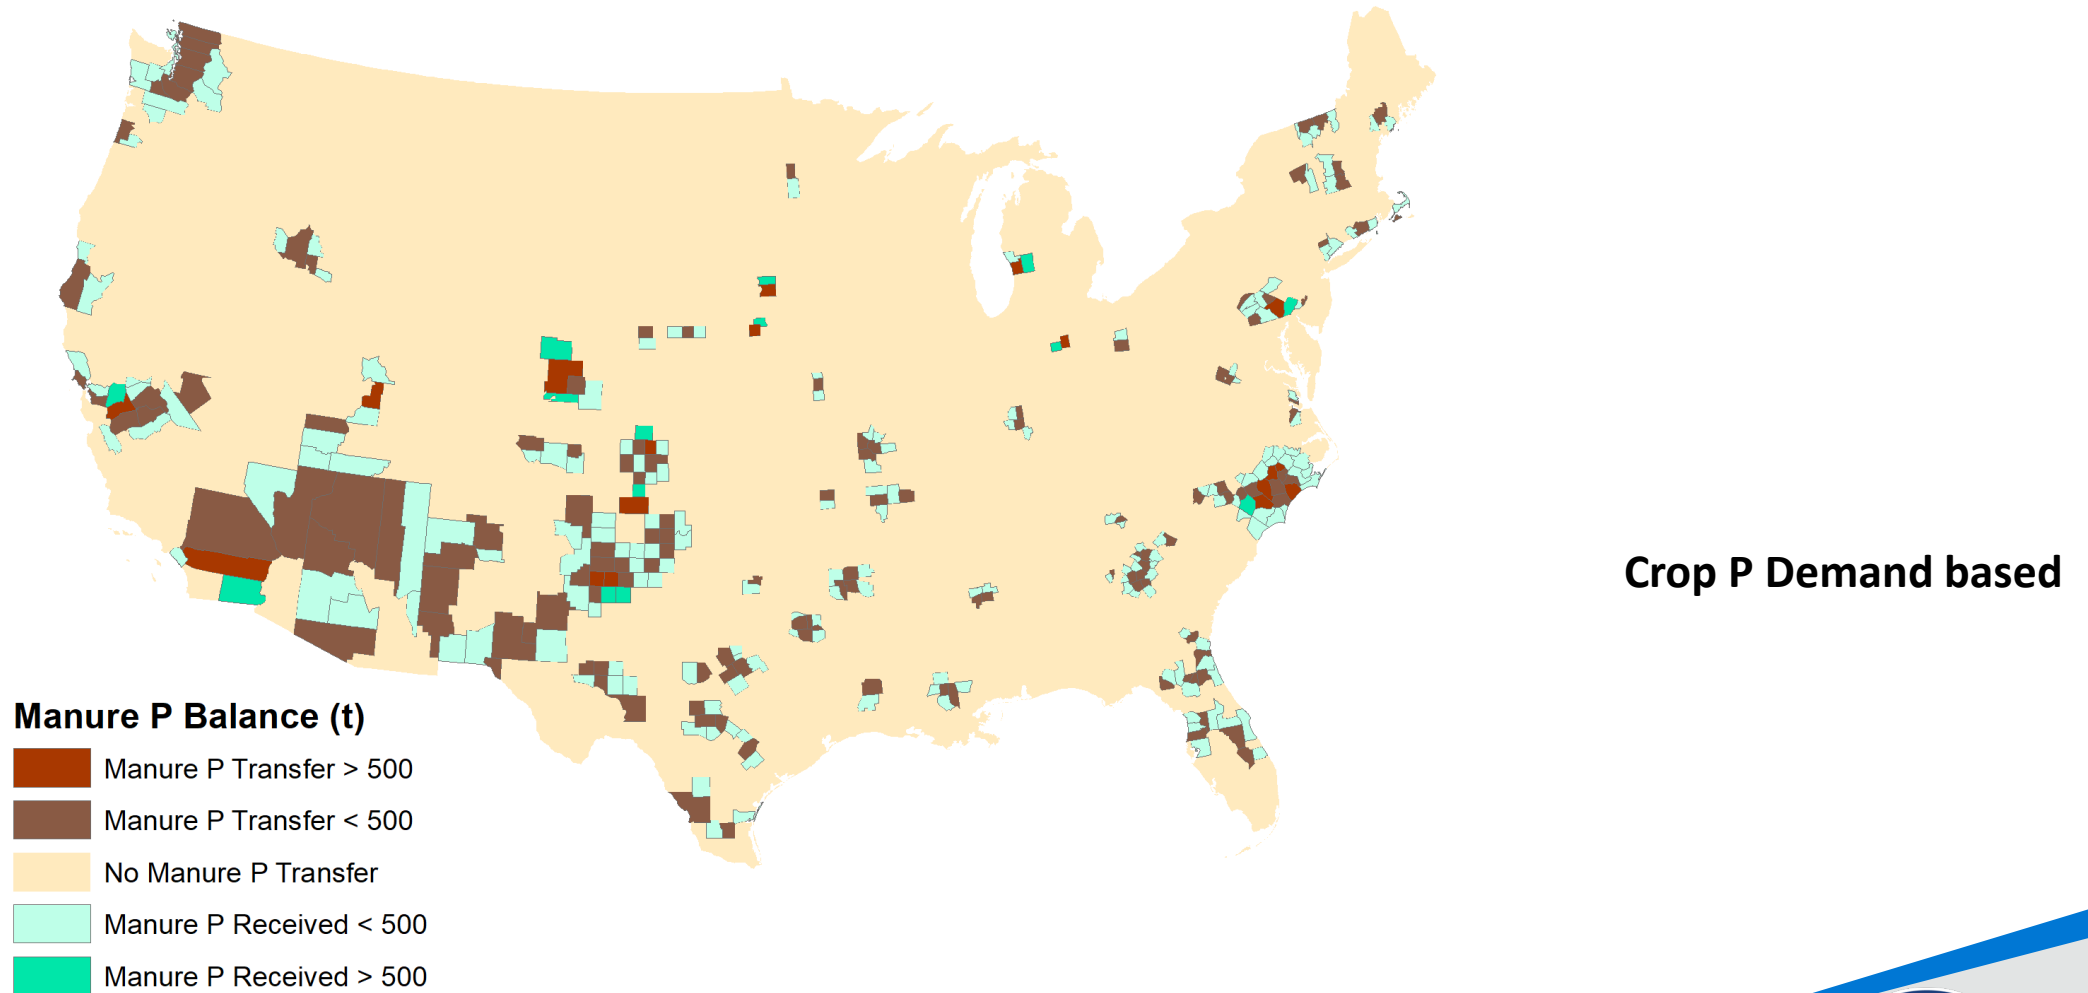 Crop P Demand based
Manure P Balance (t)
Manure P Transfer > 500
Manure P Transfer < 500
No Manure P Transfer
Manure P Received < 500
Manure P Received > 500